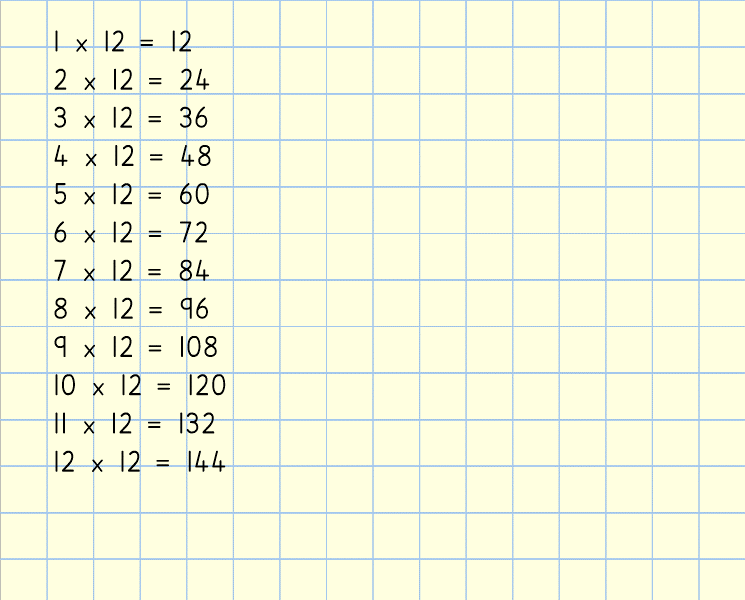 1 x 12 = 12
2 x 12 = 24
3 x 12 = 36
4 x 12 = 48
5 x 12 = 60
6 x 12 = 72
7 x 12 = 84
8 x 12 = 96
9 x 12 = 108
10 x 12 = 120
11 x 12 = 132
12 x 12 = 144